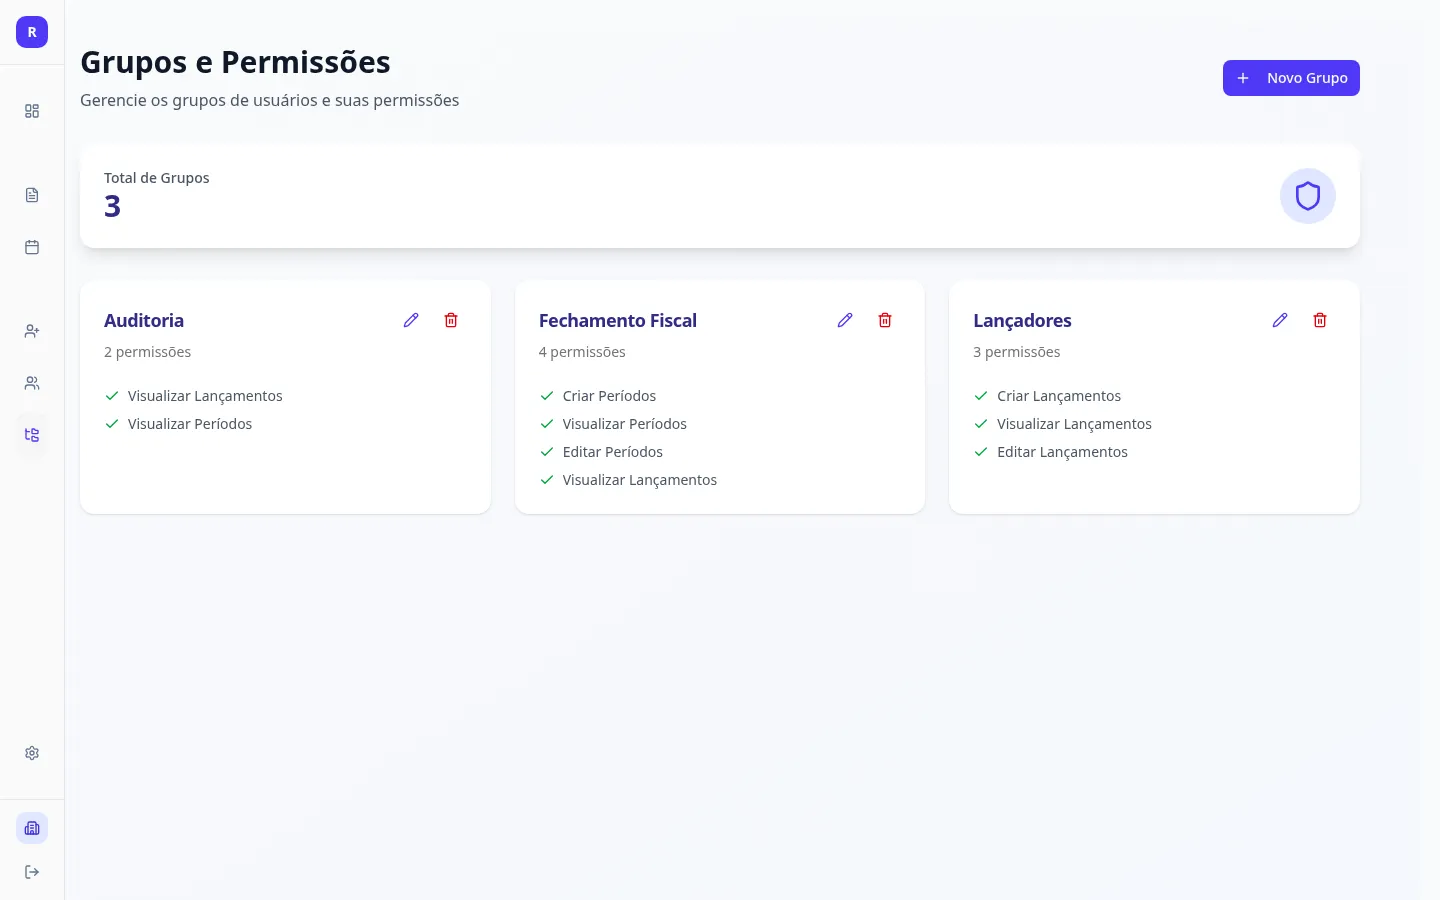 R
Grupos e Permissões
Gerencie os grupos de usuários e suas permissões
Novo Grupo
Total de Grupos
3
Auditoria
2 permissões
Visualizar Lançamentos
Visualizar Períodos
Fechamento Fiscal
4 permissões
Criar Períodos
Visualizar Períodos
Editar Períodos
Visualizar Lançamentos
Lançadores
3 permissões
Criar Lançamentos
Visualizar Lançamentos
Editar Lançamentos